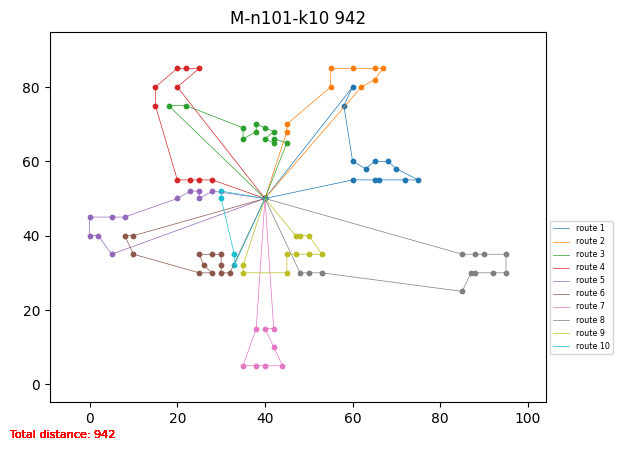 M-n101-k10 942
80
60
40
20
0
0
20
40
60
80
100
route 1
route 2
route 3
route 4
route 5
route 6
route 7
route 8
route 9
route 10
Total distance: 942